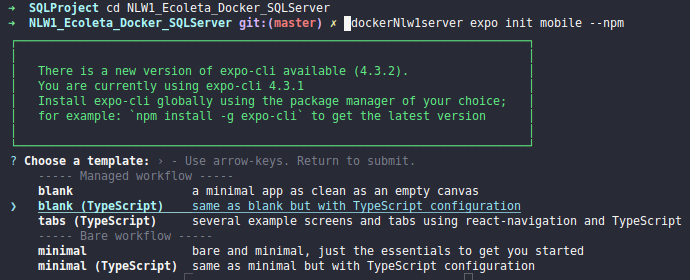 ➜  SQLProject cd NLW1_Ecoleta_Docker_SQLServer
➜  NLW1_Ecoleta_Docker_SQLServer git:(master) ✗ dockerNlw1server expo init mobile --npm
There is a new version of expo-cli available (4.3.2).
You are currently using expo-cli 4.3.1
Install expo-cli globally using the package manager of your choice;
for example: `npm install -g expo-cli` to get the latest version
? Choose a template: › - Use arrow-keys. Return to submit.
----- Managed workflow -----
blank a minimal app as clean as an empty canvas
❯ blank (TypeScript) same as blank but with TypeScript configuration
tabs (TypeScript) several example screens and tabs using react-navigation and TypeScript
----- Bare workflow -----
minimal bare and minimal, just the essentials to get you started
minimal (TypeScript) same as minimal but with TypeScript configuration